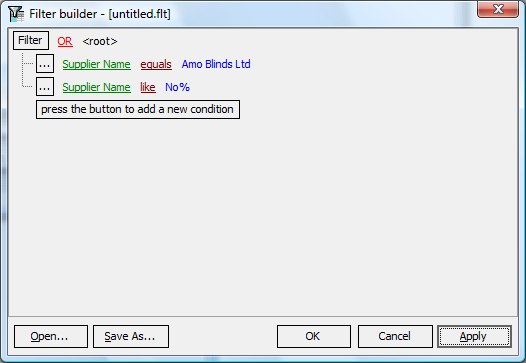 Filter builder - [untitled.flt]
Filter OR <root>
... Supplier Name equals Amo Blinds Ltd
... Supplier Name like No%
press the button to add a new condition
Open... Save As... OK Cancel Apply